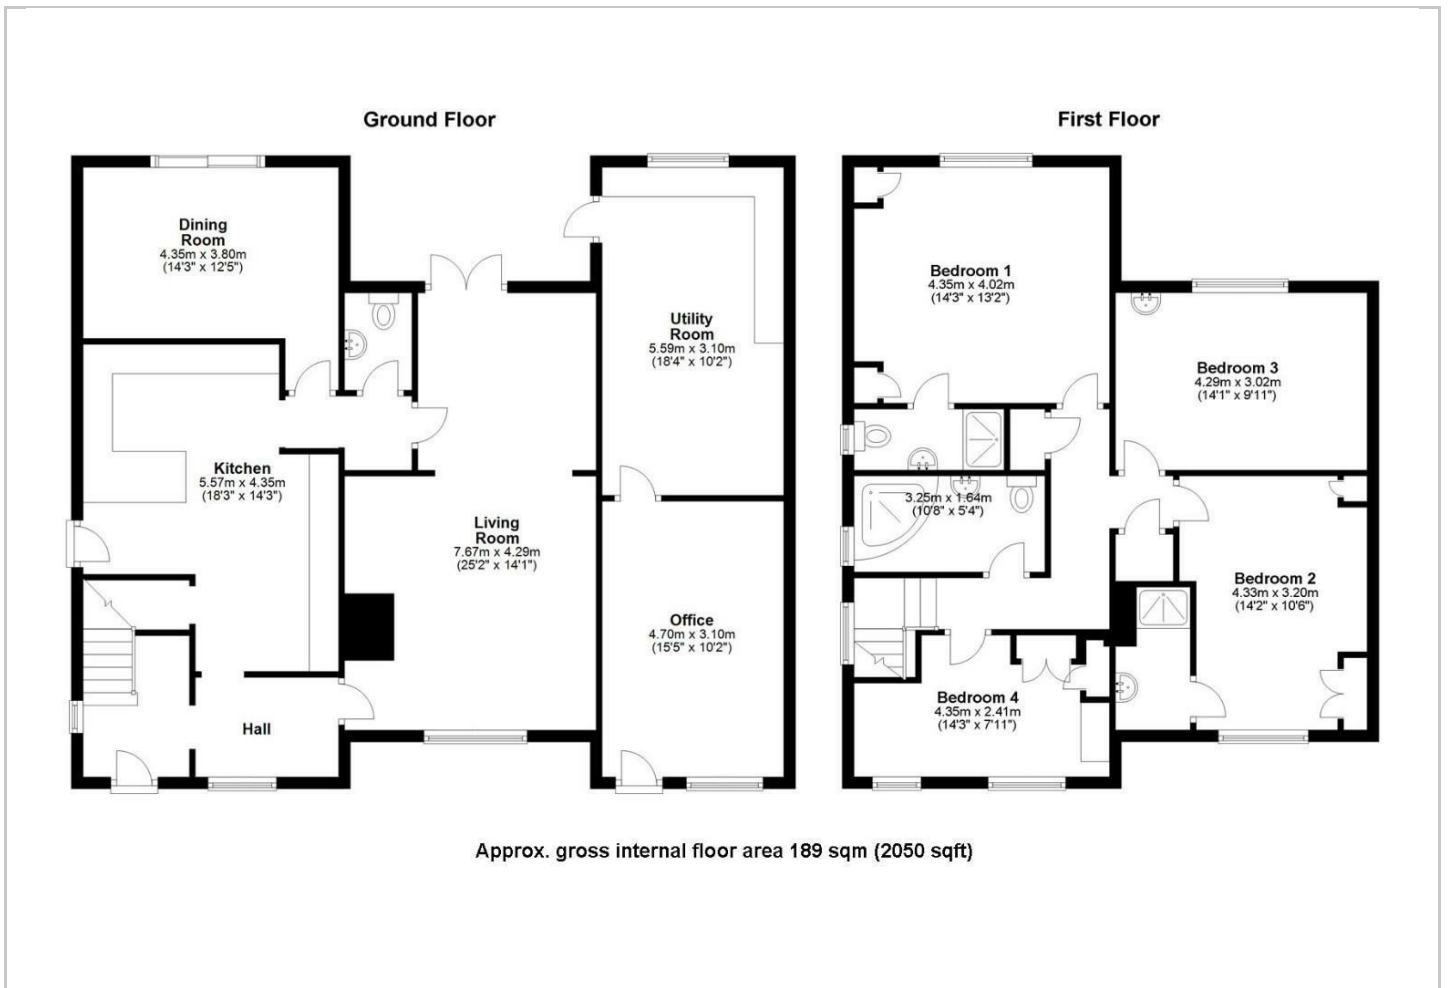 Ground Floor
First Floor
Dining
Room
4.35m x 3.80m
(14'3" x 12'5")
Kitchen
5.57m x 4.35m
(18'3" x 14'3")
Hall
Living
Room
7.67m x 4.29m
(25'2" x 14'1")
Utility
Room
5.59m x 3.10m
(18'4" x 10'2")
Office
4.70m x 3.10m
(15'5" x 10'2")
Bedroom 1
4.35m x 4.02m
(14'3" x 13'2")
Bedroom 3
4.29m x 3.02m
(14'1" x 9'11")
3.25m x 1.64m
(10'8" x 5'4")
Bedroom 2
4.33m x 3.20m
(14'2" x 10'6")
Bedroom 4
4.35m x 2.41m
(14'3" x 7'11")
Approx. gross internal floor area 189 sqm (2050 sqft)